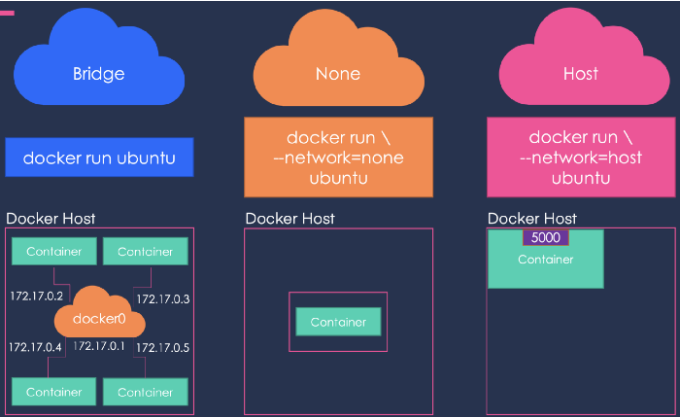 Bridge
None
Host
docker run ubuntu
docker run \
--network=none
ubuntu
docker run \
--network=host
ubuntu
Docker Host
Container
Container
172.17.0.2
172.17.0.3
docker0
172.17.0.4
172.17.0.1
172.17.0.5
Container
Container
Docker Host
Container
Docker Host
5000
Container